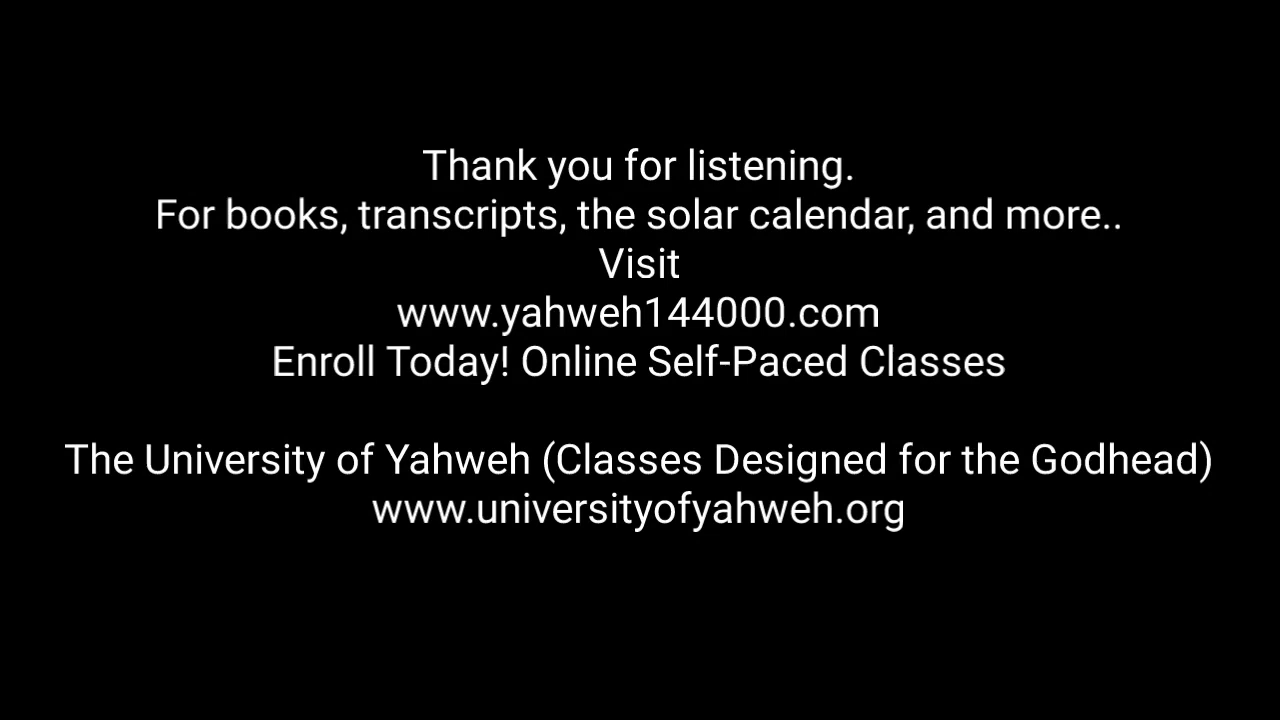 Thank you for listening.
For books, transcripts, the solar calendar, and more..
Visit
www.yahweh144000.com
Enroll Today! Online Self-Paced Classes
The University of Yahweh (Classes Designed for the Godhead)
www.universityofyahweh.org